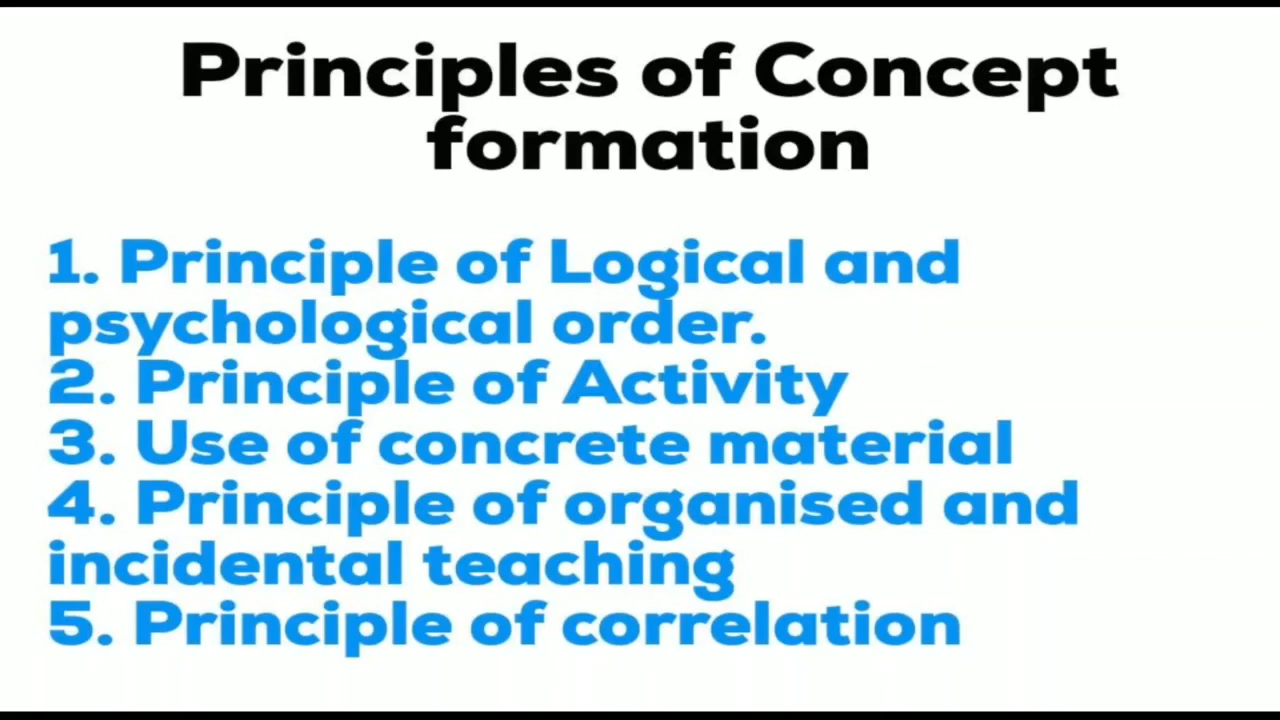 Principles of Concept
formation
1. Principle of Logical and
psychological order.
2. Principle of Activity
3. Use of concrete material
4. Principle of organised and
incidental teaching
5. Principle of correlation